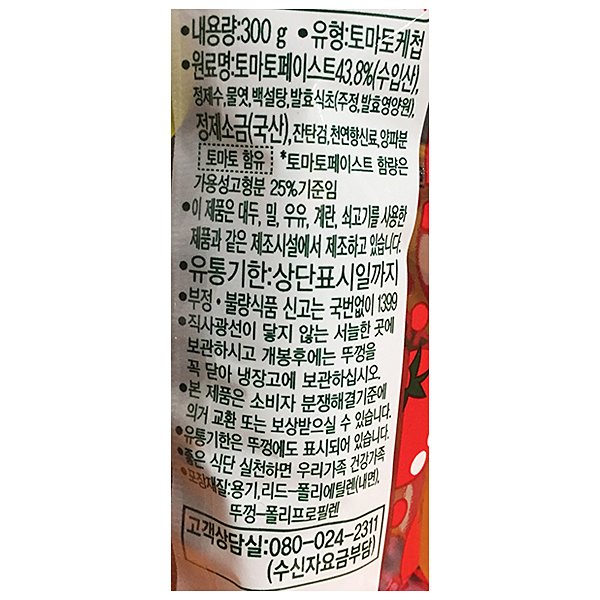 •내용량:300 g •유형:토마토케첩
•원료명:토마토페이스트43.8%(수입산),
정제수,물엿,백설탕,발효식초(주정,발효영양원),
정제소금(국산),잔탄검,천연향신료,양파분
토마토 함유 *토마토페이스트 함량은
가용성고형분 25%기준임
•이 제품은 대두, 밀, 우유, 계란, 쇠고기를 사용한
제품과 같은 제조시설에서 제조하고 있습니다.
•유통기한:상단표시일까지
•부정·불량식품 신고는 국번없이 1399
•직사광선이 닿지 않는 서늘한 곳에
보관하시고 개봉후에는 뚜껑을
꼭 닫아 냉장고에 보관하십시오.
•본 제품은 소비자 분쟁해결기준에
의거 교환 또는 보상받으실 수 있습니다.
•유통기한은 뚜껑에도 표시되어 있습니다.
•좋은 식단 실천하면 우리가족 건강가족
•포장재질:용기,리드-폴리에틸렌(내면),
뚜껑-폴리프로필렌
고객상담실:080-024-2311
(수신자요금부담)